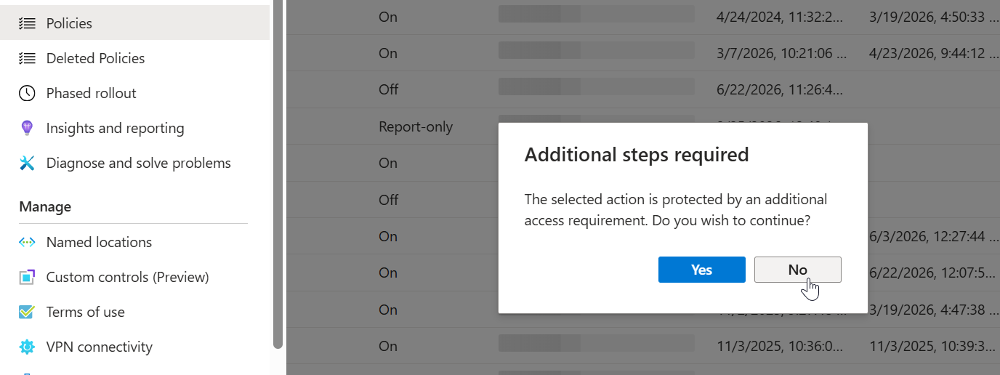 Policies
Deleted Policies
Phased rollout
Insights and reporting
Diagnose and solve problems
Manage
Named locations
Custom controls (Preview)
Terms of use
VPN connectivity
On 4/24/2024, 11:32:2... 3/19/2026, 4:50:33 ...
On 3/7/2026, 10:21:06 ... 4/23/2026, 9:44:12 ...
Off 6/22/2026, 11:26:4...
Report-only
On
Off
On 6/3/2026, 12:27:44 ...
On 6/22/2026, 12:07:5...
On 3/19/2026, 4:47:38 ...
On 11/3/2025, 10:36:0... 11/3/2025, 10:39:3...
Additional steps required
The selected action is protected by an additional
access requirement. Do you wish to continue?
Yes No